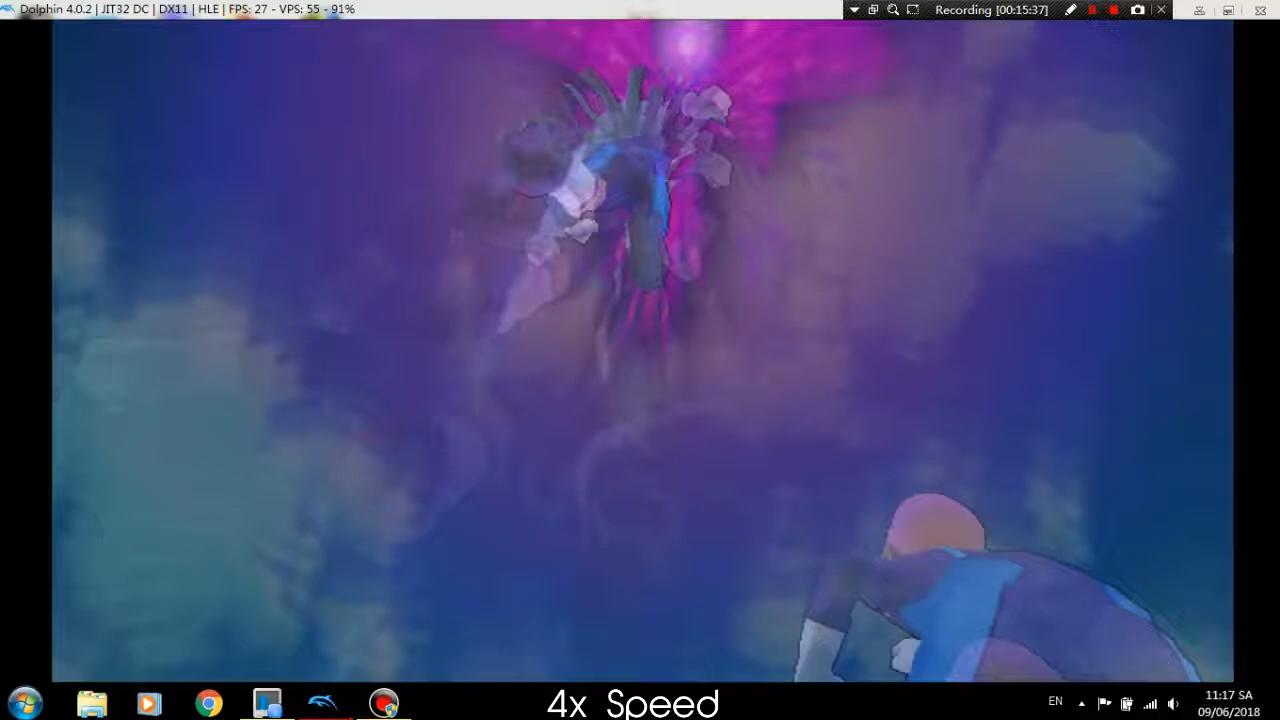 Dolphin 4.0.2 | JIT32 DC | DX11 | HLE | FPS: 27 - VPS: 55 - 91%
Recording [00:15:37]
4x Speed
EN
11:17 SA
09/06/2018